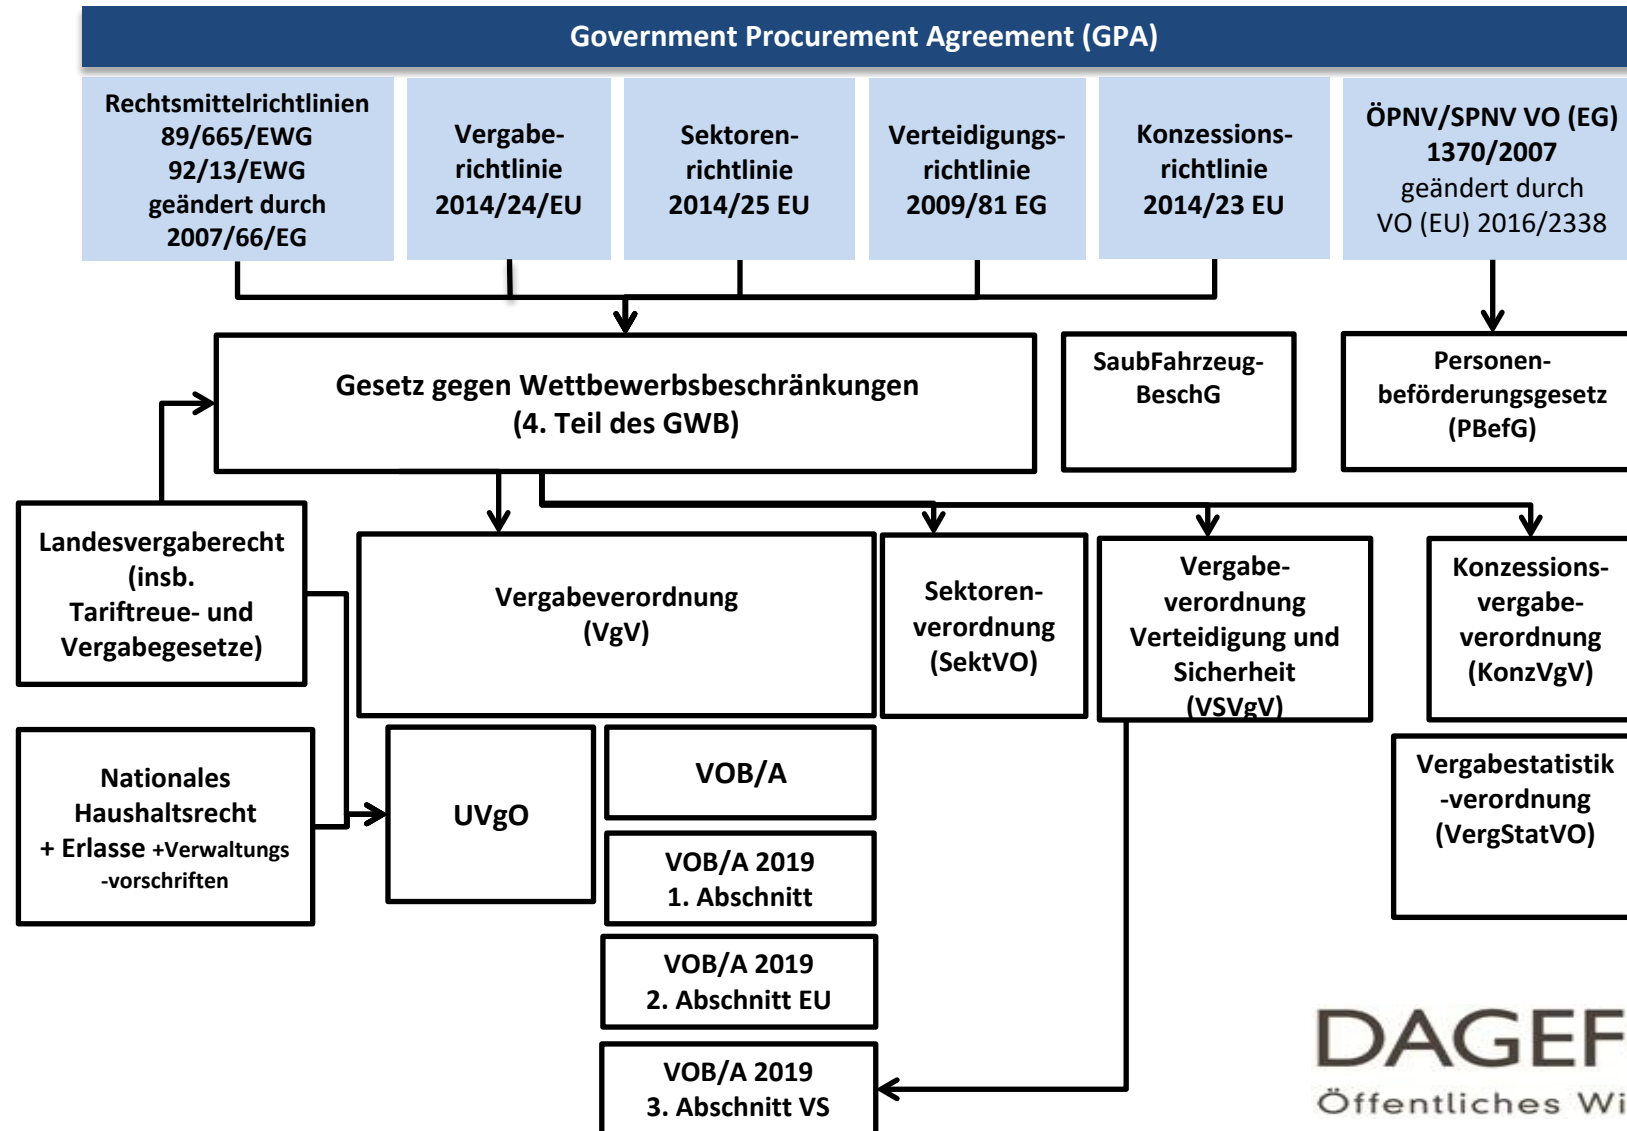 Government Procurement Agreement (GPA)
Rechtsmittelrichtlinien
89/665/EWG
92/13/EWG
geändert durch
2007/66/EG
Vergabe-
richtlinie
2014/24/EU
Sektoren-
richtlinie
2014/25 EU
Verteidigungs-
richtlinie
2009/81 EG
Konzessions-
richtlinie
2014/23 EU
ÖPNV/SPNV VO (EG)
1370/2007
geändert durch
VO (EU) 2016/2338
Gesetz gegen Wettbewerbsbeschränkungen
(4. Teil des GWB)
SaubFahrzeug-
BeschG
Personen-
beförderungsgesetz
(PBefG)
Landesvergaberecht
(insb.
Tariftreue- und
Vergabegesetze)
Vergabeverordnung
(VgV)
Sektoren-
verordnung
(SektVO)
Vergabe-
verordnung
Verteidigung und
Sicherheit
(VSVgV)
Konzessions-
vergabe-
verordnung
(KonzVgV)
Nationales
Haushaltsrecht
+ Erlasse +Verwaltungs
-vorschriften
UVgO
VOB/A
Vergabestatistik
-verordnung
(VergStatVO)
VOB/A 2019
1. Abschnitt
VOB/A 2019
2. Abschnitt EU
VOB/A 2019
3. Abschnitt VS
DAGEF
Öffentliches Wi